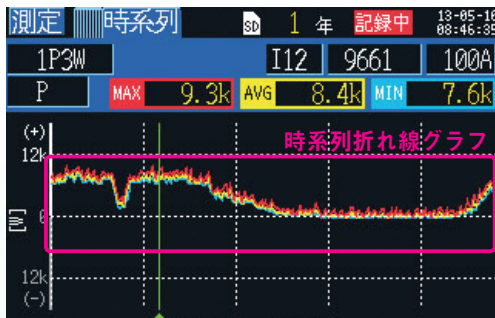 測定 時系列 SD 1 年 記録中 13-05-16
08:46:35
1P3W I12 9661 100A
P MAX 9.3k AVG 8.4k MIN 7.6k
(+)
時系列折れ線グラフ
12k
0
[W]
12k
(-)